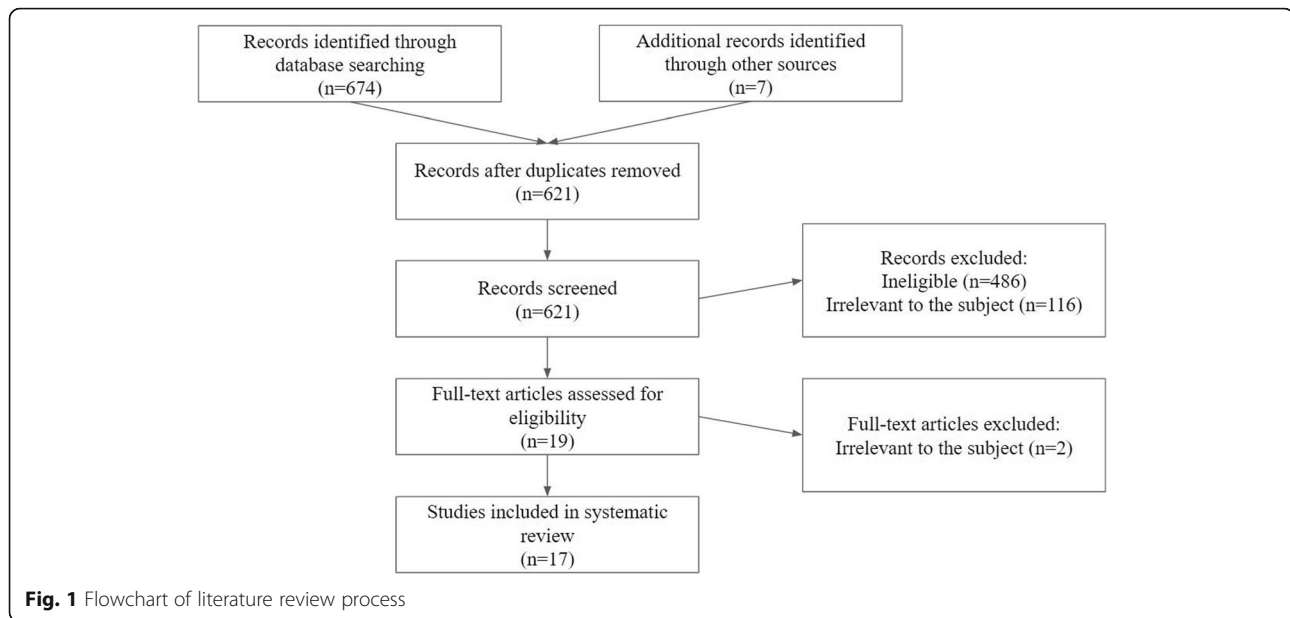 Records identified through
database searching
(n=674)
Additional records identified
through other sources
(n=7)
Records after duplicates removed
(n=621)
Records screened
(n=621)
Records excluded:
Ineligible (n=486)
Irrelevant to the subject (n=116)
Full-text articles assessed for
eligibility
(n=19)
Full-text articles excluded:
Irrelevant to the subject (n=2)
Studies included in systematic
review
(n=17)
Fig. 1 Flowchart of literature review process